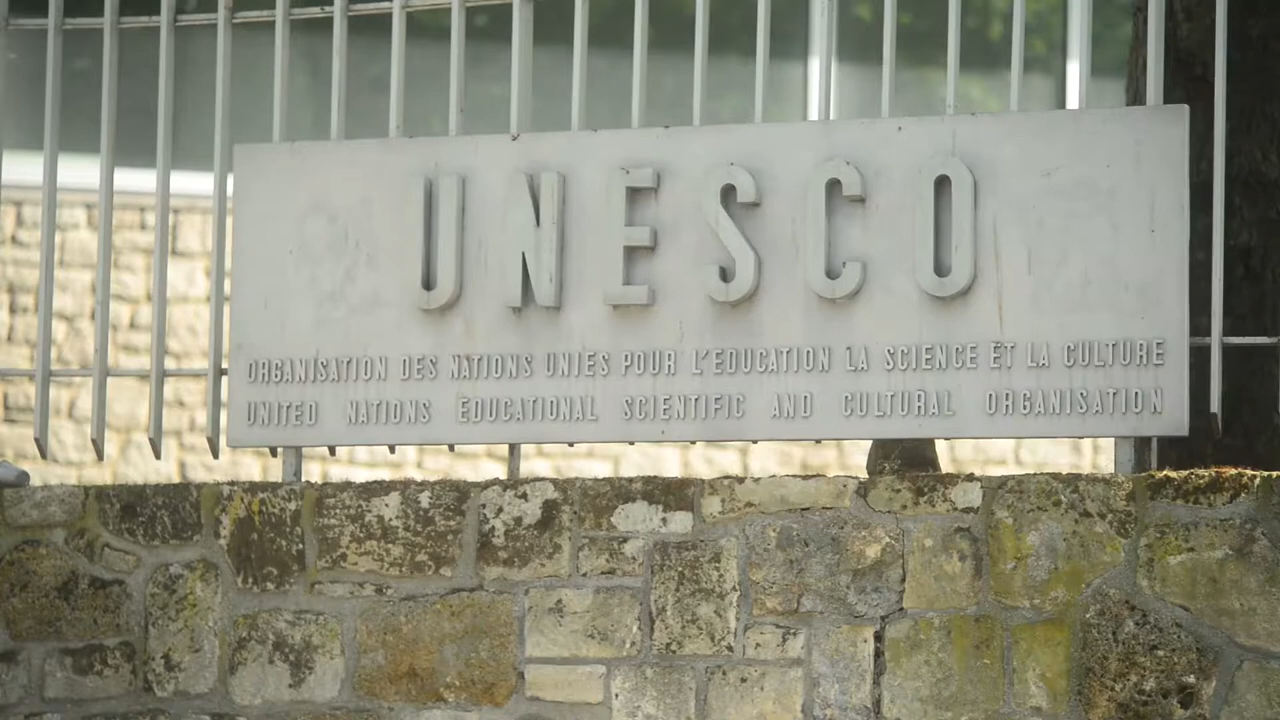 UNESCO
ORGANISATION DES NATIONS UNIES POUR L'EDUCATION LA SCIENCE ET LA CULTURE
UNITED NATIONS EDUCATIONAL SCIENTIFIC AND CULTURAL ORGANISATION